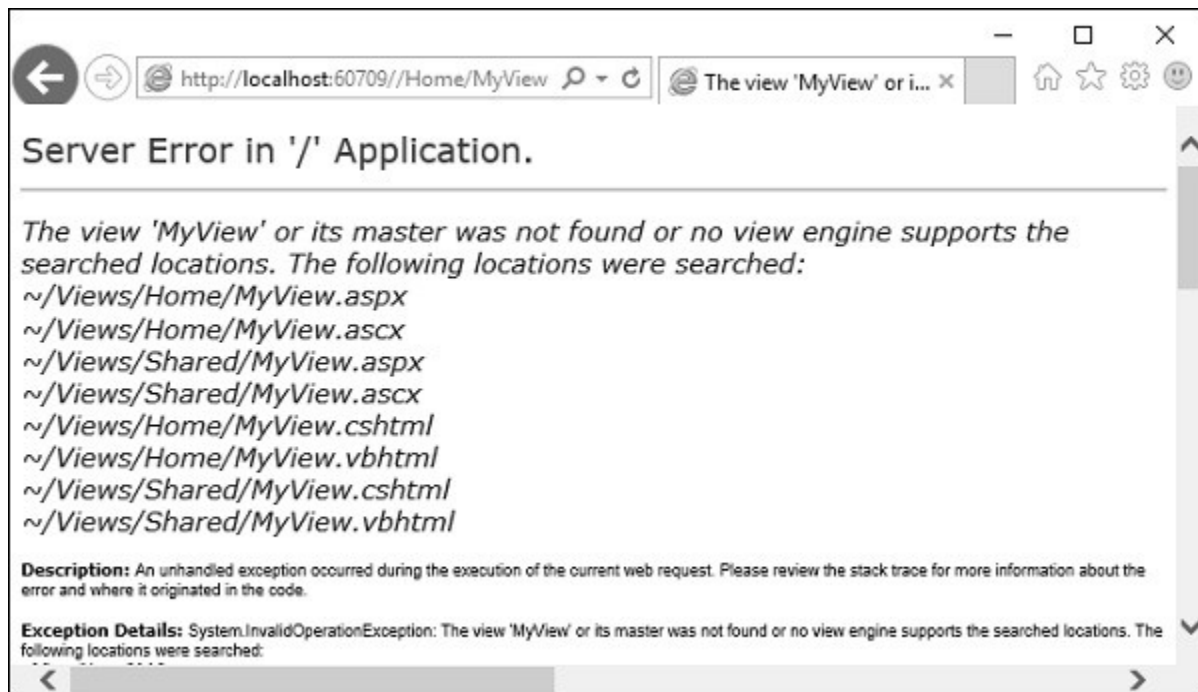 http://localhost:60709//Home/MyView
The view 'MyView' or i...
Server Error in '/' Application.
The view 'MyView' or its master was not found or no view engine supports the
searched locations. The following locations were searched:
~/Views/Home/MyView.aspx
~/Views/Home/MyView.ascx
~/Views/Shared/MyView.aspx
~/Views/Shared/MyView.ascx
~/Views/Home/MyView.cshtml
~/Views/Home/MyView.vbhtml
~/Views/Shared/MyView.cshtml
~/Views/Shared/MyView.vbhtml
Description: An unhandled exception occurred during the execution of the current web request. Please review the stack trace for more information about the
error and where it originated in the code.
Exception Details: System.InvalidOperationException: The view 'MyView' or its master was not found or no view engine supports the searched locations. The
following locations were searched: